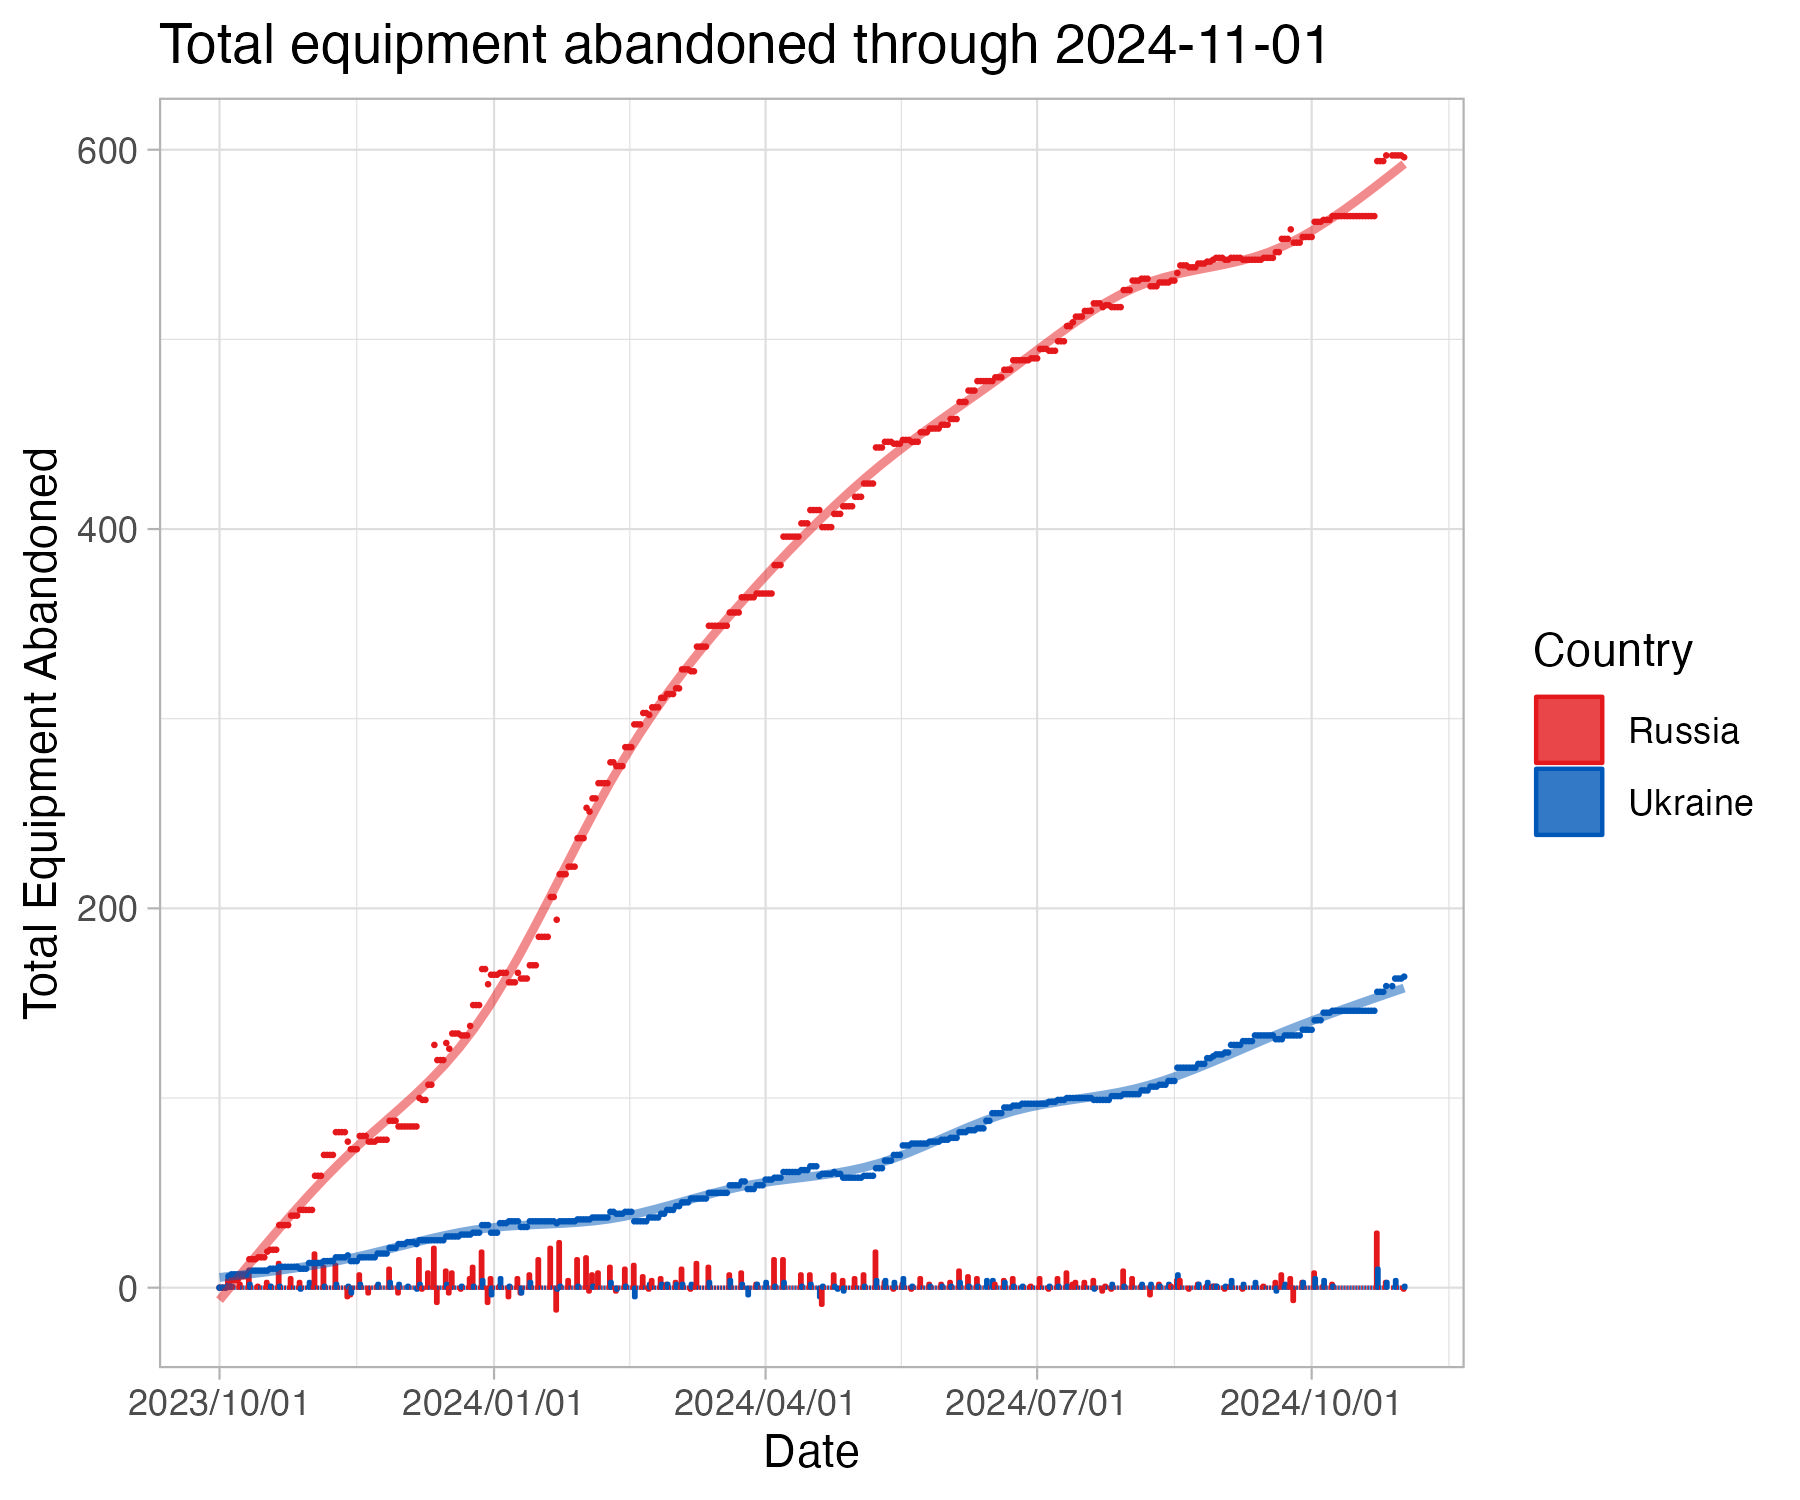 Total equipment abandoned through 2024-11-01
Total Equipment Abandoned
600
400
200
0
2023/10/01
2024/01/01
2024/04/01
2024/07/01
2024/10/01
Date
Country
Russia
Ukraine